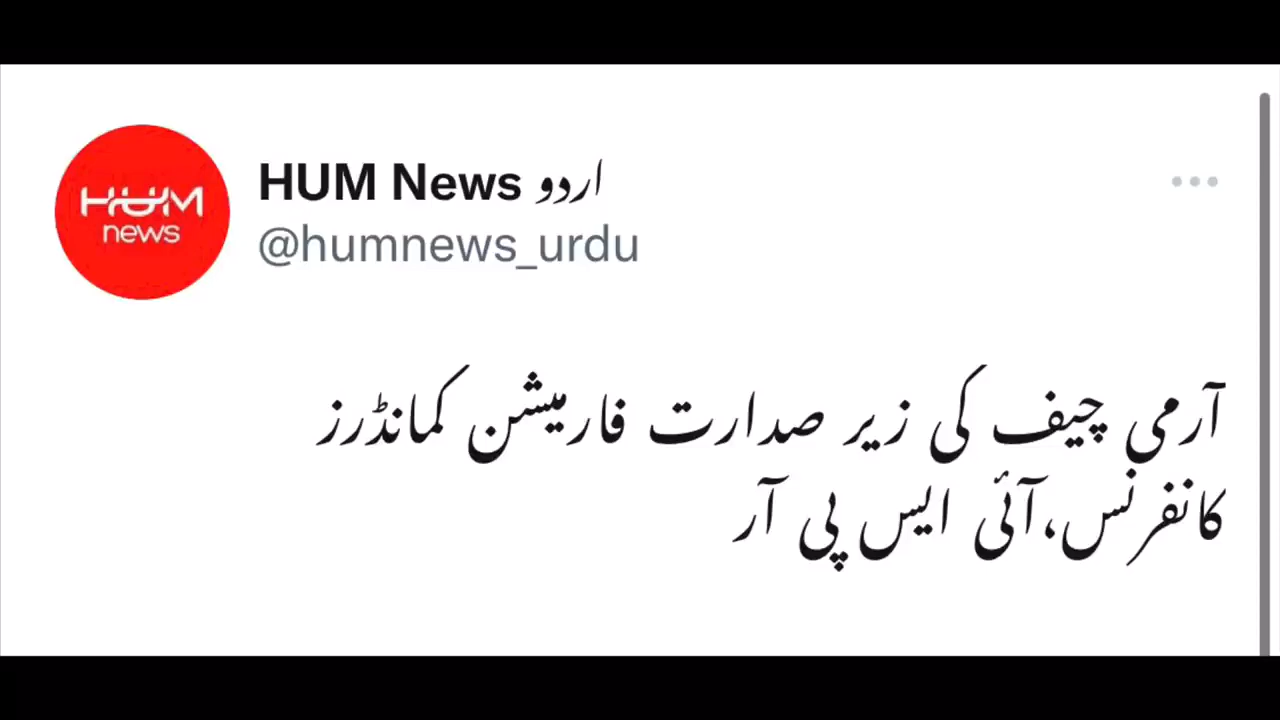 HUM
news
HUM News اردو
@humnews_urdu
آرمی چیف کی زیر صدارت فارمیشن کمانڈرز
کانفرنس،آئی ایس پی آر